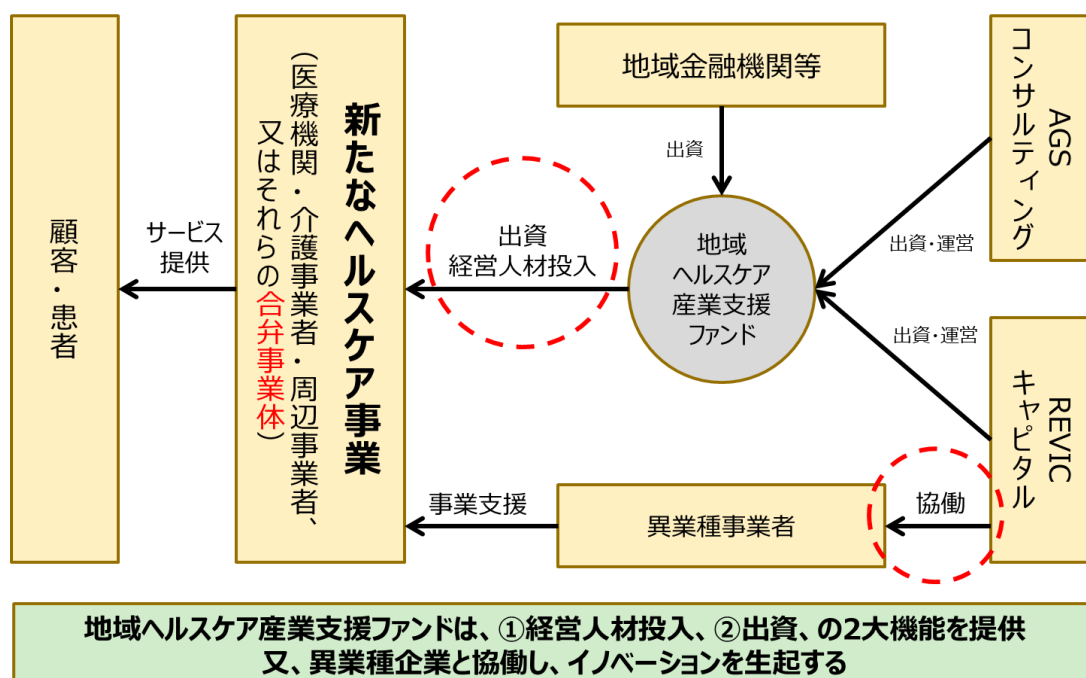 顧客・患者
サービス
提供
新たなヘルスケア事業
（医療機関・介護事業者・周辺事業者、
又はそれらの合弁事業体）
出資
経営人材投入
事業支援
地域金融機関等
出資
地域
ヘルスケア
産業支援
ファンド
異業種事業者
出資・運営
出資・運営
協働
AGS
コンサルティング
REVIC
キャピタル
地域ヘルスケア産業支援ファンドは、①経営人材投入、②出資、の2大機能を提供
又、異業種企業と協働し、イノベーションを生起する